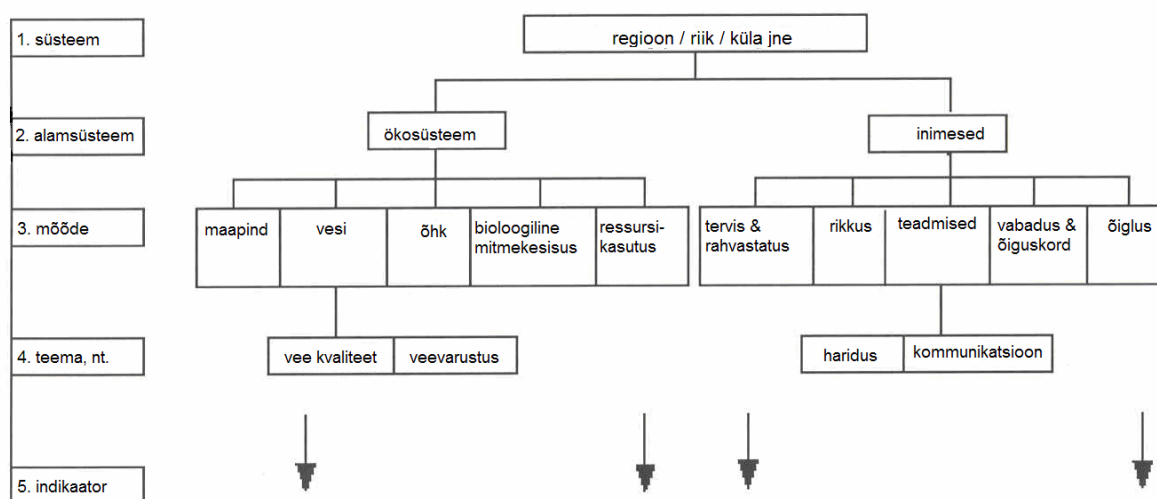 1. süsteem
regioon / riik / küla jne
2. alamsüsteem
ökosüsteem
inimesed
3. mõõde
maapind
vesi
õhk
bioloogiline
mitmekesisus
ressursi-
kasutus
tervis &
rahvastatus
rikkus
teadmised
vabadus &
õiguskord
õiglus
4. teema, nt.
vee kvaliteet
veevarustus
haridus
kommunikatsioon
5. indikaator